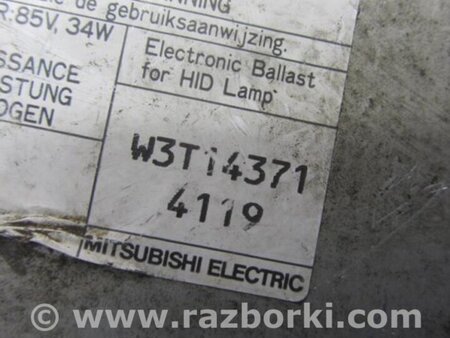 NING
de gebruiksaanwijzing.
R.85V, 34W
SSANCE
STUNG
OGEN
Electronic Ballast
for HID Lamp
W3T14371
4119
MITSUBISHI ELECTRIC
© www.razborki.com